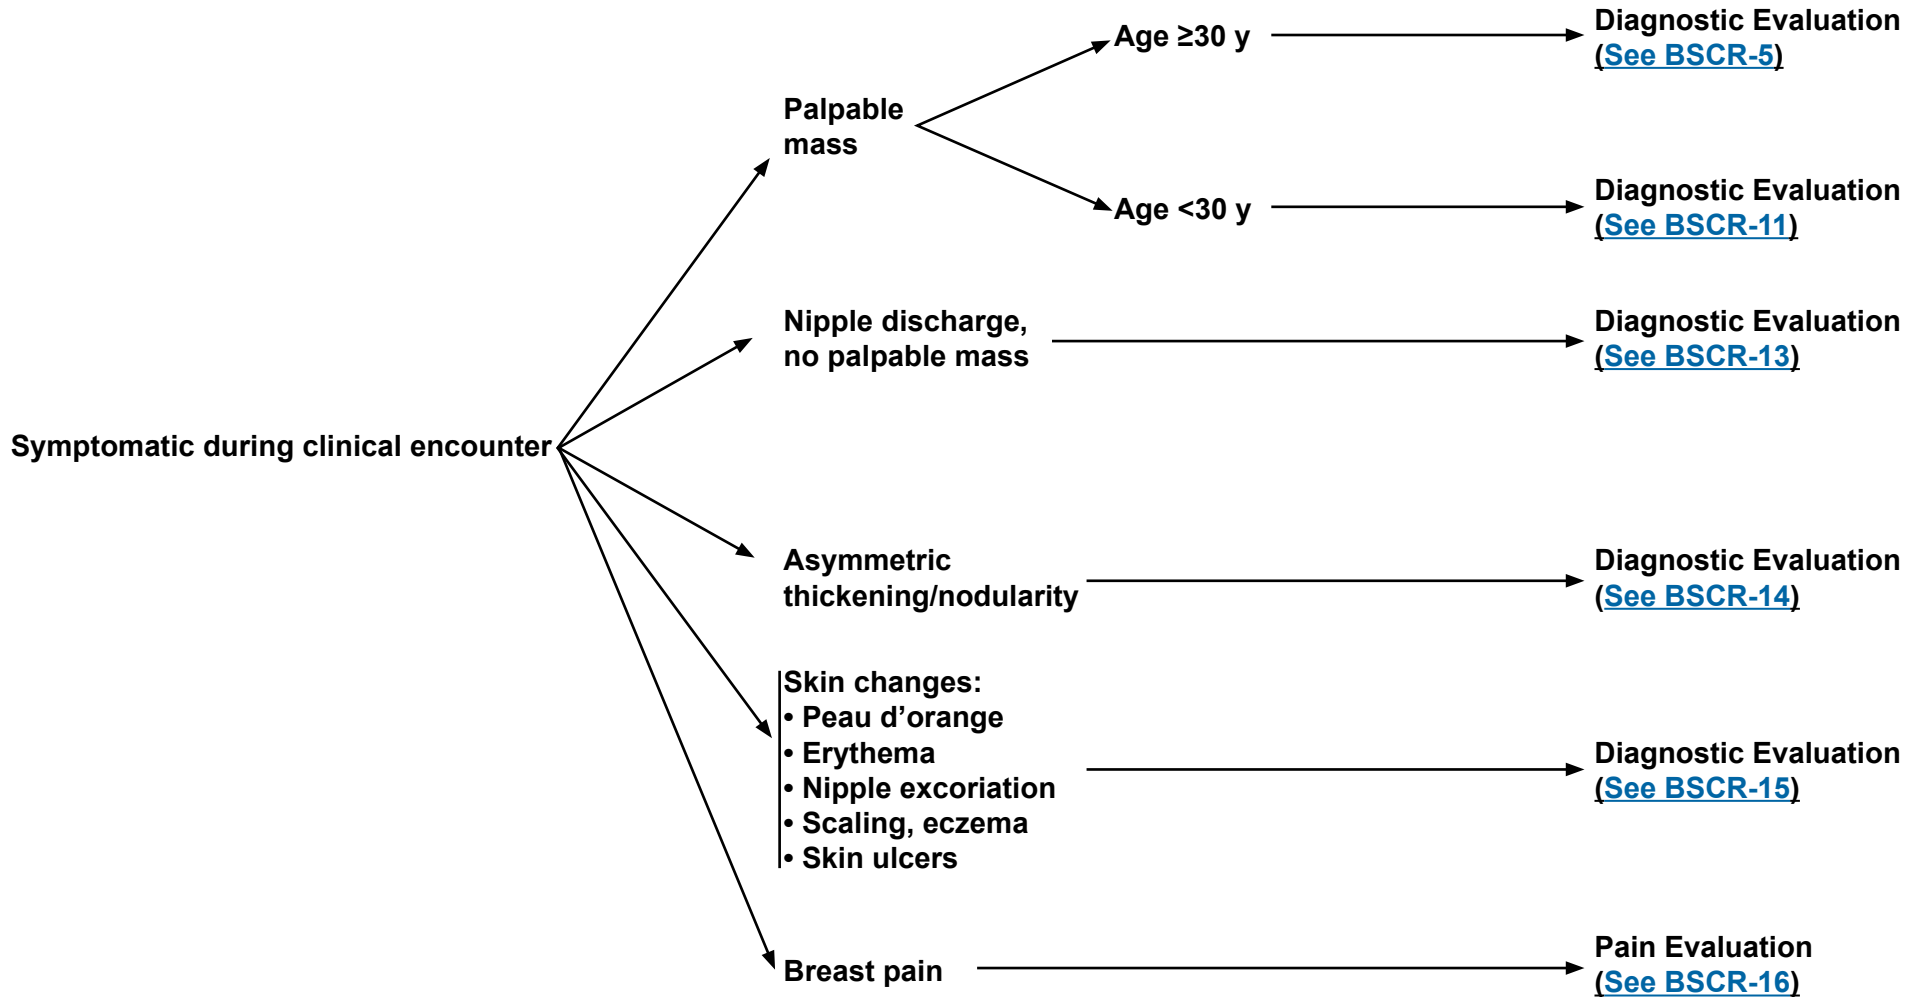 Age ≥30 y
Diagnostic Evaluation
(See BSCR-5)
Palpable
mass
Age <30 y
Diagnostic Evaluation
(See BSCR-11)
Nipple discharge,
no palpable mass
Diagnostic Evaluation
(See BSCR-13)
Symptomatic during clinical encounter
Asymmetric
thickening/nodularity
Diagnostic Evaluation
(See BSCR-14)
Skin changes:
• Peau d’orange
• Erythema
• Nipple excoriation
• Scaling, eczema
• Skin ulcers
Diagnostic Evaluation
(See BSCR-15)
Breast pain
Pain Evaluation
(See BSCR-16)